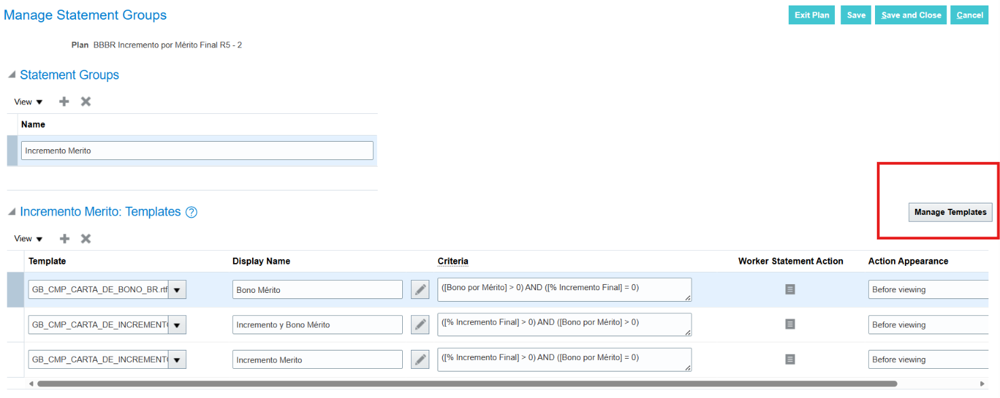 Manage Statement Groups
Exit Plan Save Save and Close Cancel
Plan BBBR Incremento por Mérito Final R5 - 2
Statement Groups
View
Name
Incremento Merito
Incremento Merito: Templates ?
Manage Templates
View
Template Display Name Criteria Worker Statement Action Action Appearance
GB_CMP_CARTA_DE_BONO_BR.rtf Bono Mérito ([Bono por Mérito] > 0) AND ([% Incremento Final] = 0) Before viewing
GB_CMP_CARTA_DE_INCREMENT Incremento y Bono Mérito ([% Incremento Final] > 0) AND ([Bono por Mérito] > 0) Before viewing
GB_CMP_CARTA_DE_INCREMENT Incremento Merito ([% Incremento Final] > 0) AND ([Bono por Mérito] = 0) Before viewing